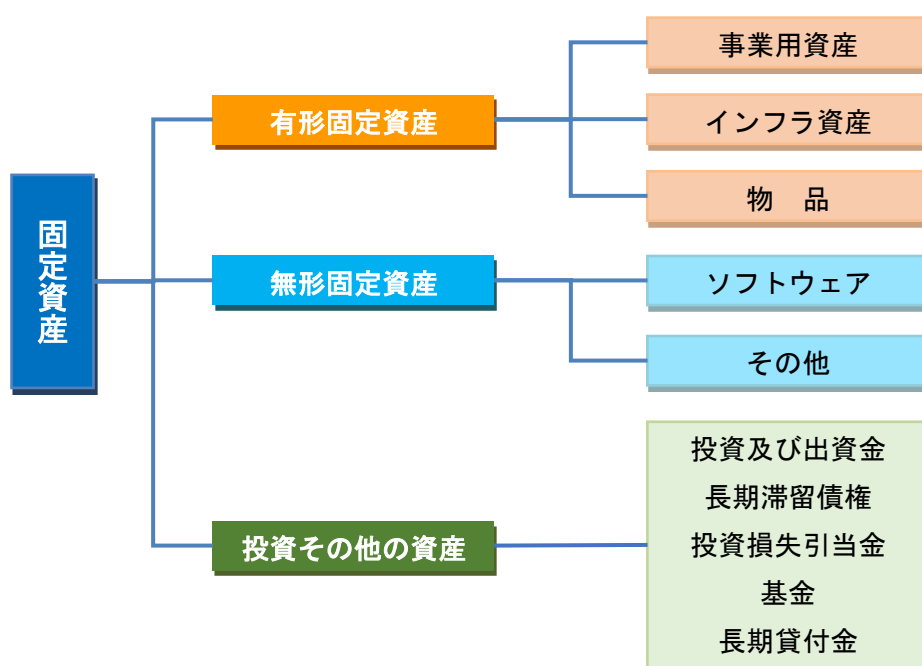 固定資産
有形固定資産
事業用資産
インフラ資産
物　品
無形固定資産
ソフトウェア
その他
投資その他の資産
投資及び出資金
長期滞留債権
投資損失引当金
基金
長期貸付金